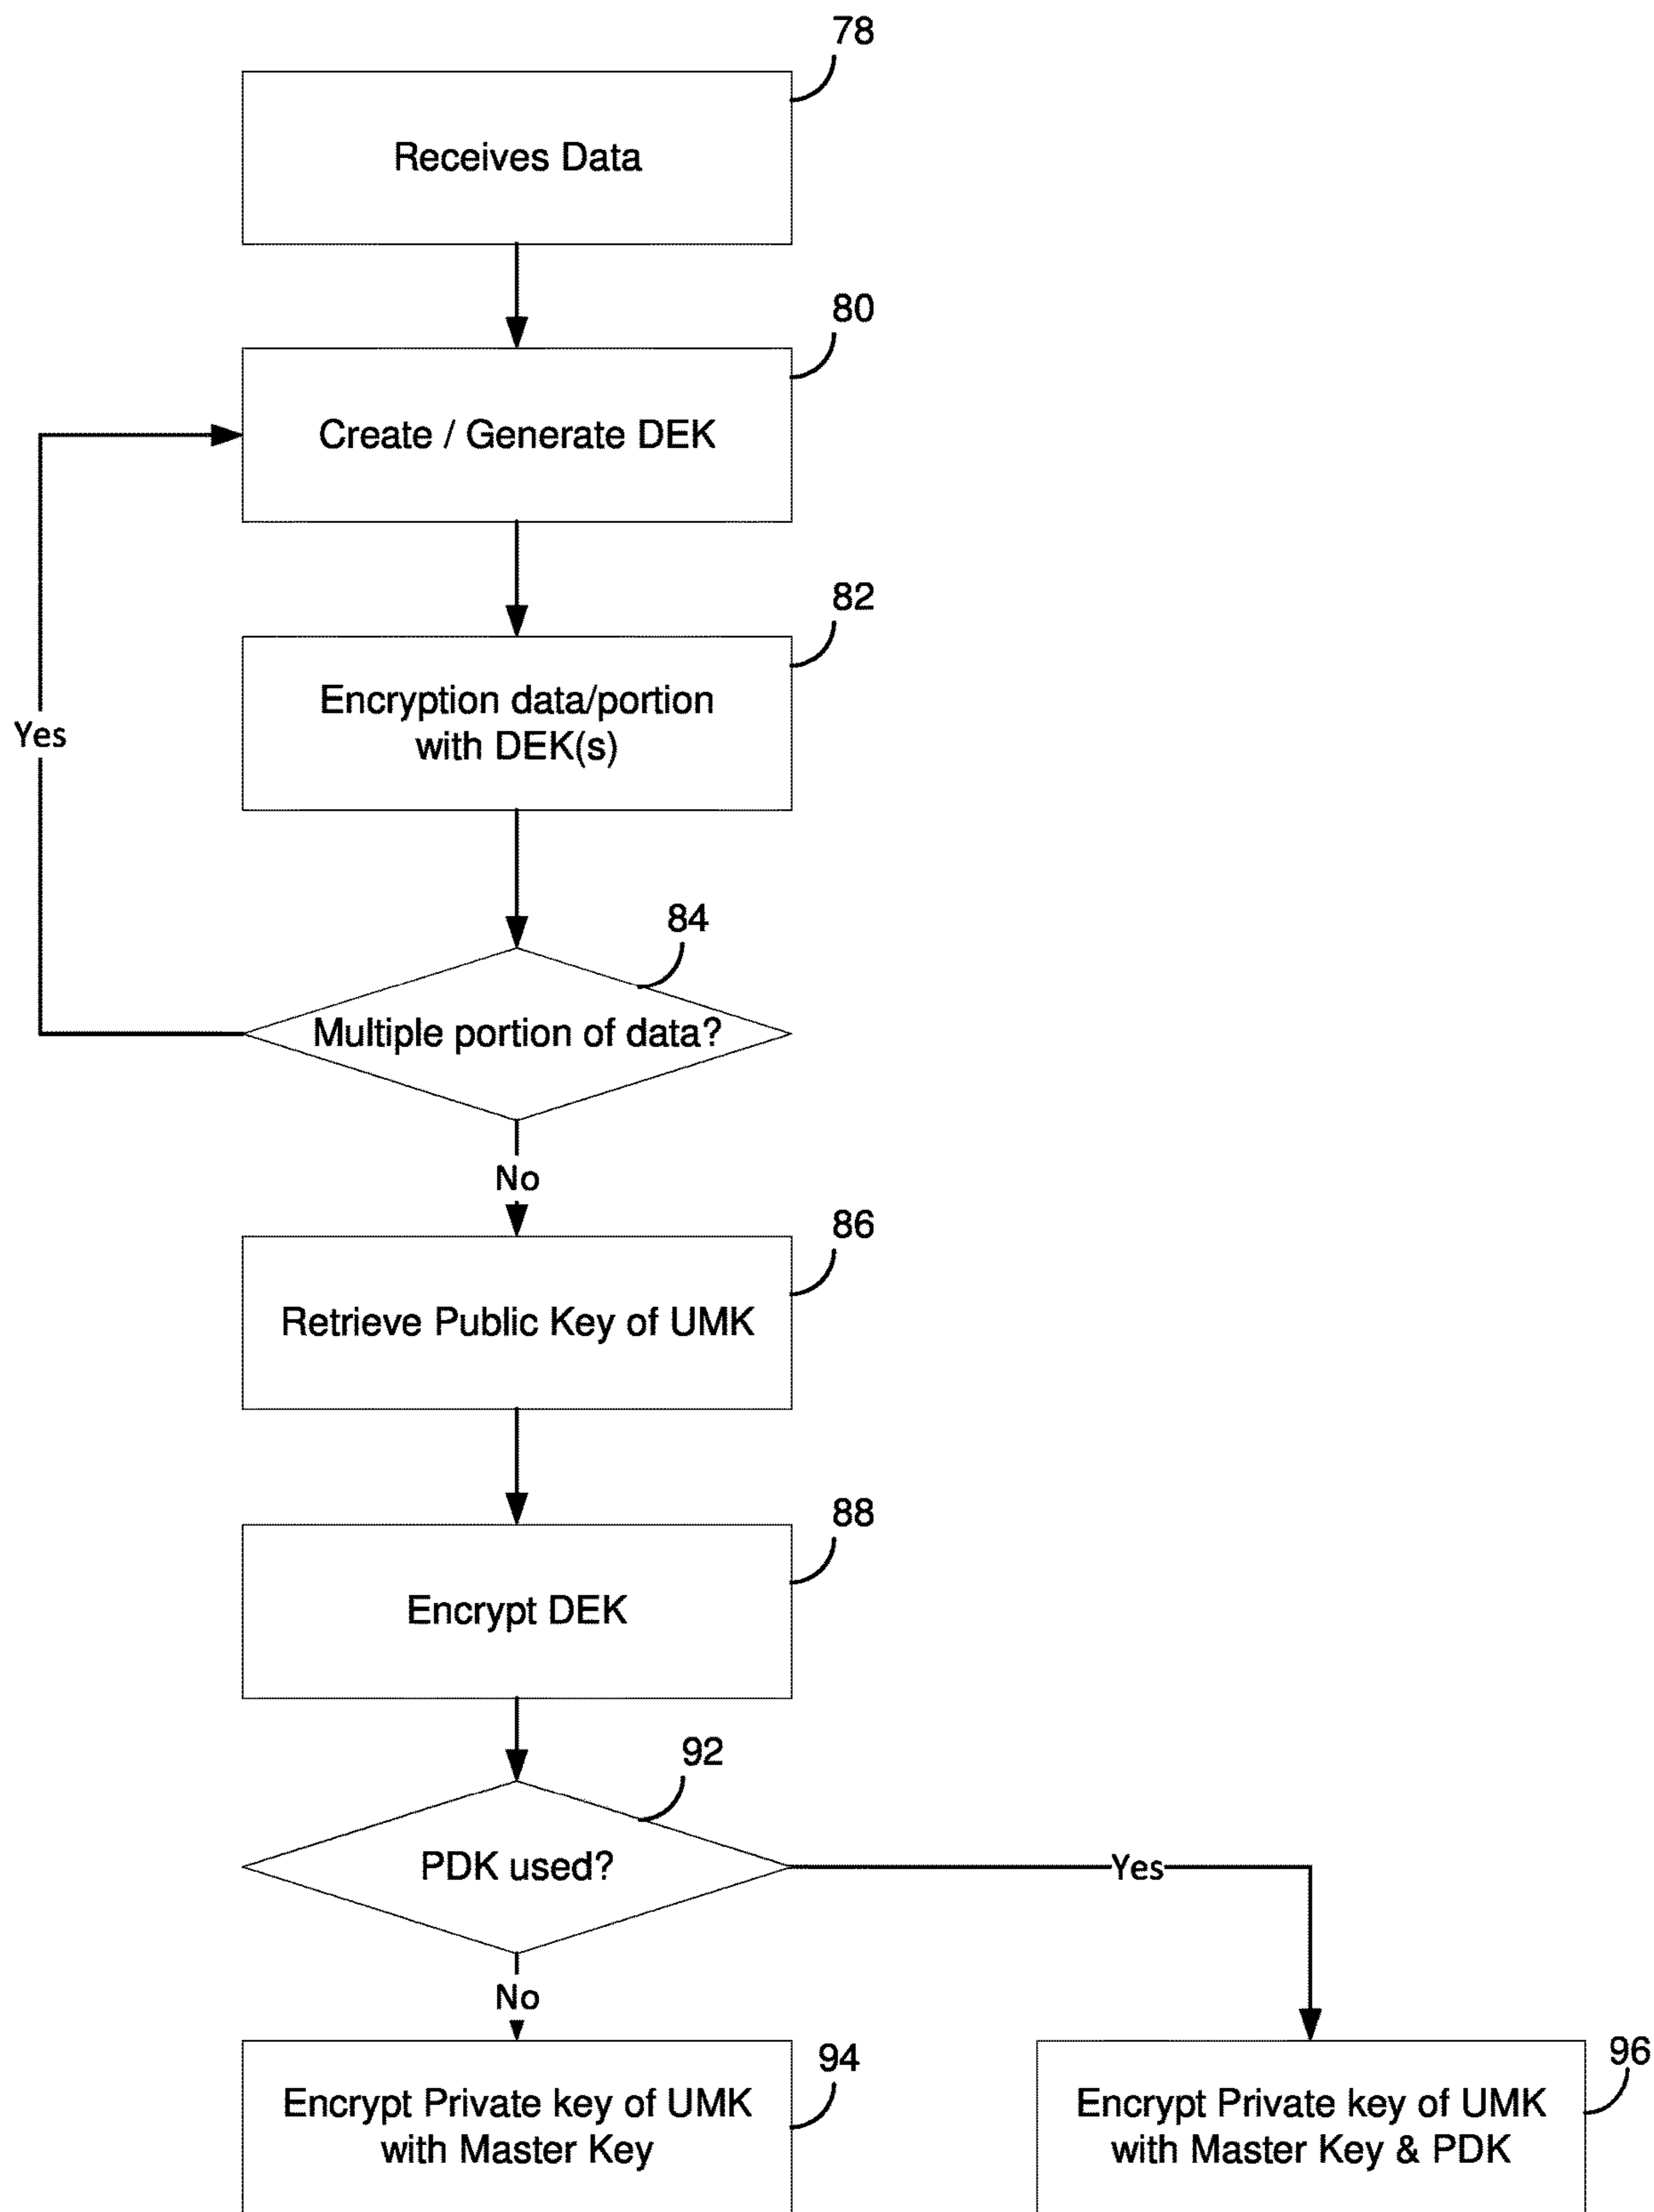 78
Receives Data
80
Create / Generate DEK
82
Encryption data/portion
with DEK(s)
Yes
84
Multiple portion of data?
No
86
Retrieve Public Key of UMK
88
Encrypt DEK
92
PDK used?
Yes
No
94
Encrypt Private key of UMK
with Master Key
96
Encrypt Private key of UMK
with Master Key & PDK